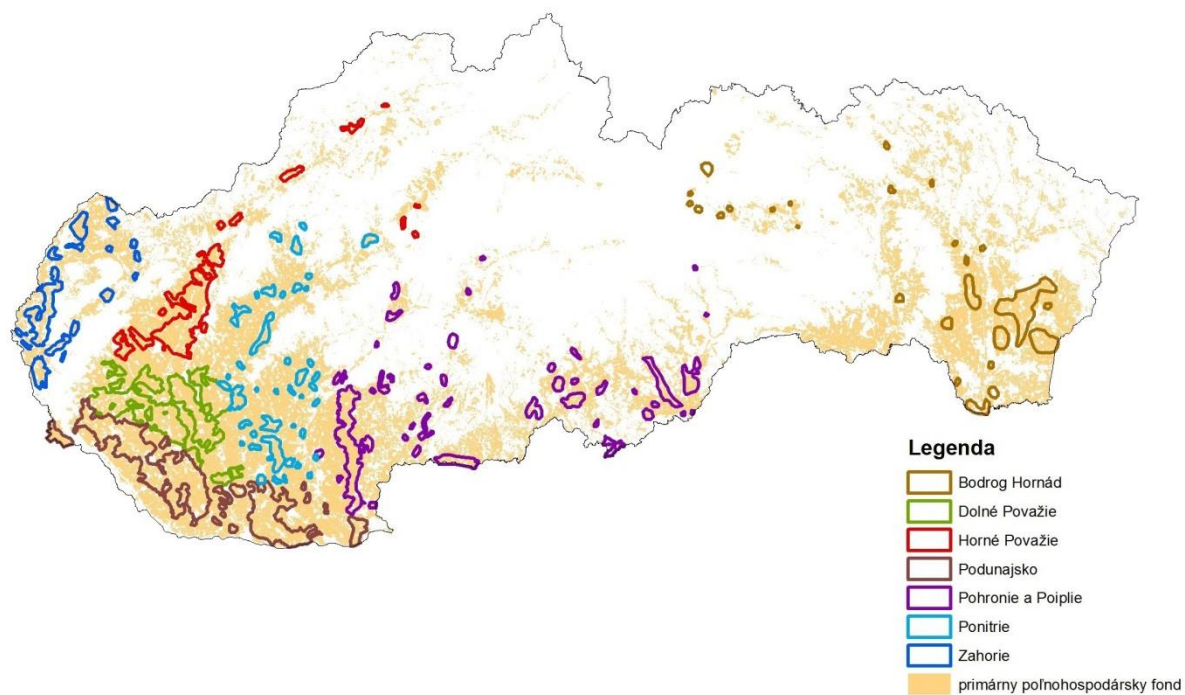 Legenda
Bodrog Hornád
Dolné Považie
Horné Považie
Podunajsko
Pohronie a Poiplie
Ponitrie
Zahorie
primárny poľnohospodársky fond